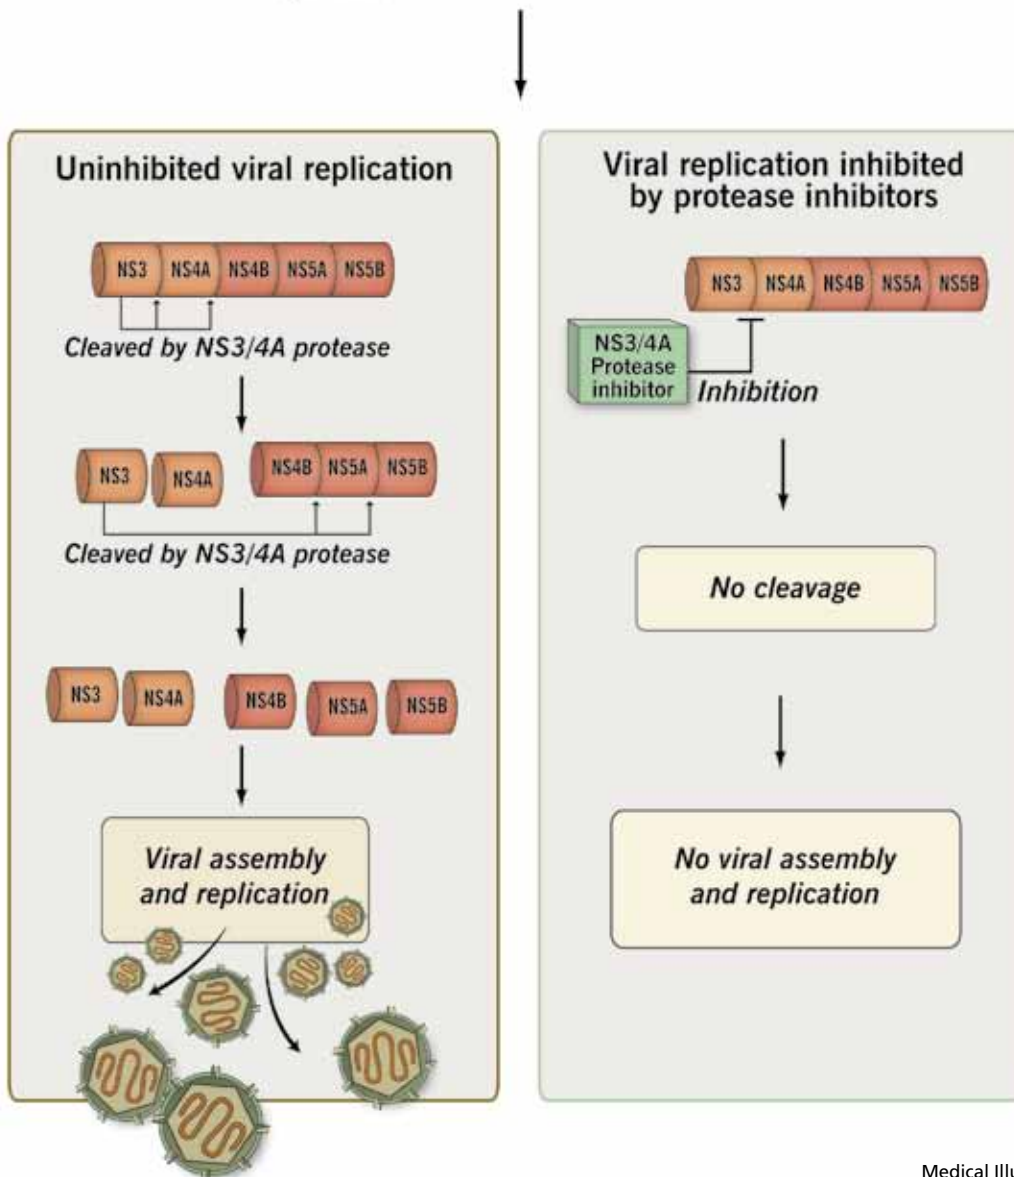 Uninhibited viral replication
NS3 NS4A NS4B NS5A NS5B
Cleaved by NS3/4A protease
NS3 NS4A NS4B NS5A NS5B
Cleaved by NS3/4A protease
NS3 NS4A NS4B NS5A NS5B
Viral assembly
and replication
Viral replication inhibited
by protease inhibitors
NS3 NS4A NS4B NS5A NS5B
NS3/4A
Protease
inhibitor
Inhibition
No cleavage
No viral assembly
and replication
Medical